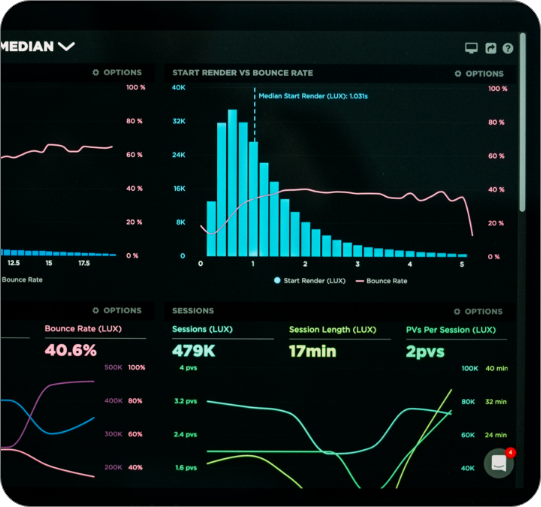 MEDIAN
OPTIONS
100 %
80 %
60 %
40 %
20 %
0 %
12.5 15 17.5
Bounce Rate
START RENDER VS BOUNCE RATE
OPTIONS
Median Start Render (LUX): 1.031s
40K 100 %
32K 80 %
24K 60 %
16K 40 %
8K 20 %
0 0 %
0 1 2 3 4 5
Start Render (LUX) Bounce Rate
OPTIONS
Bounce Rate (LUX)
40.6%
500K 100%
400K 80%
300K 60%
200K 40%
SESSIONS
OPTIONS
Sessions (LUX) Session Length (LUX) PVs Per Session (LUX)
479K 17min 2pvs
4 pvs 100K 40 min
3.2 pvs 80K 32 min
2.4 pvs 60K 24 min
1.6 pvs 40K
4